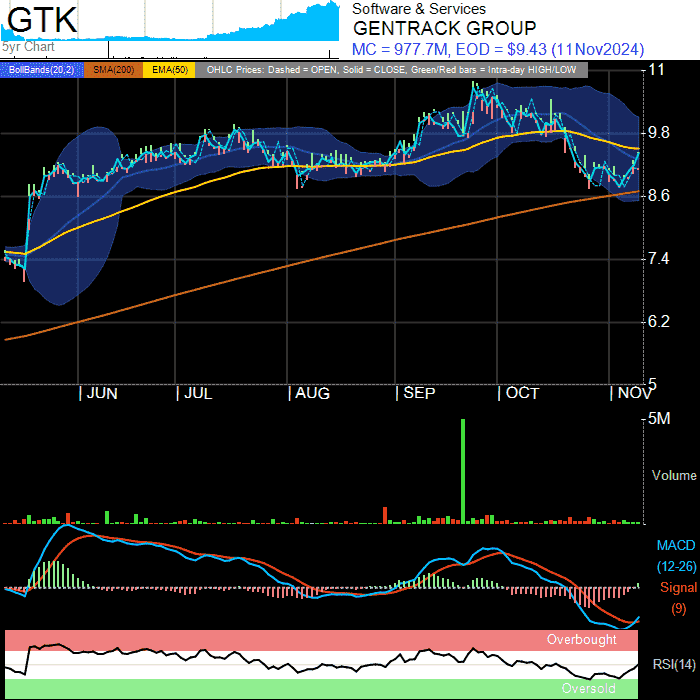 GTK
5yr Chart
Software & Services
GENTRACK GROUP
MC = 977.7M, EOD = $9.43 (11Nov2024)
BollBands(20,2) SMA(200) EMA(50) OHLC Prices: Dashed = OPEN, Solid = CLOSE, Green/Red bars = Intra-day HIGH/LOW
11
9.8
8.6
7.4
6.2
5
JUN JUL AUG SEP OCT NOV
5M
Volume
MACD
(12-26)
Signal
(9)
Overbought
RSI(14)
Oversold